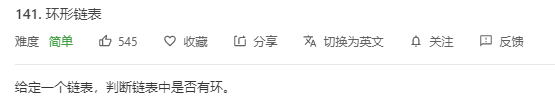 141. 环形链表
难度 简单 545 收藏 分享 切换为英文 关注 反馈
给定一个链表，判断链表中是否有环。